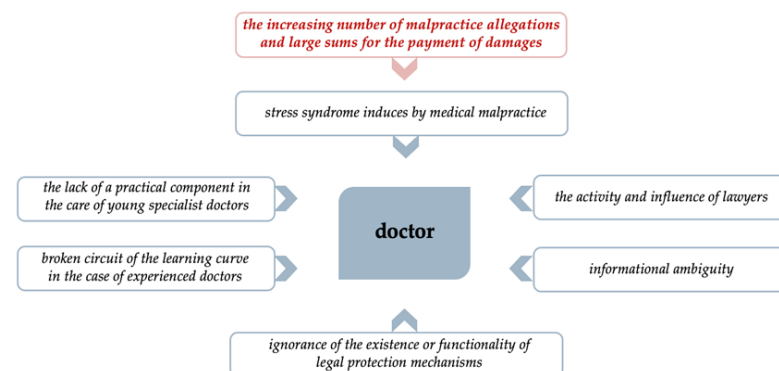 the increasing number of malpractice allegations
and large sums for the payment of damages
stress syndrome induces by medical malpractice
the lack of a practical component in
the care of young specialist doctors
the activity and influence of lawyers
doctor
broken circuit of the learning curve
in the case of experienced doctors
informational ambiguity
ignorance of the existence or functionality of
legal protection mechanisms